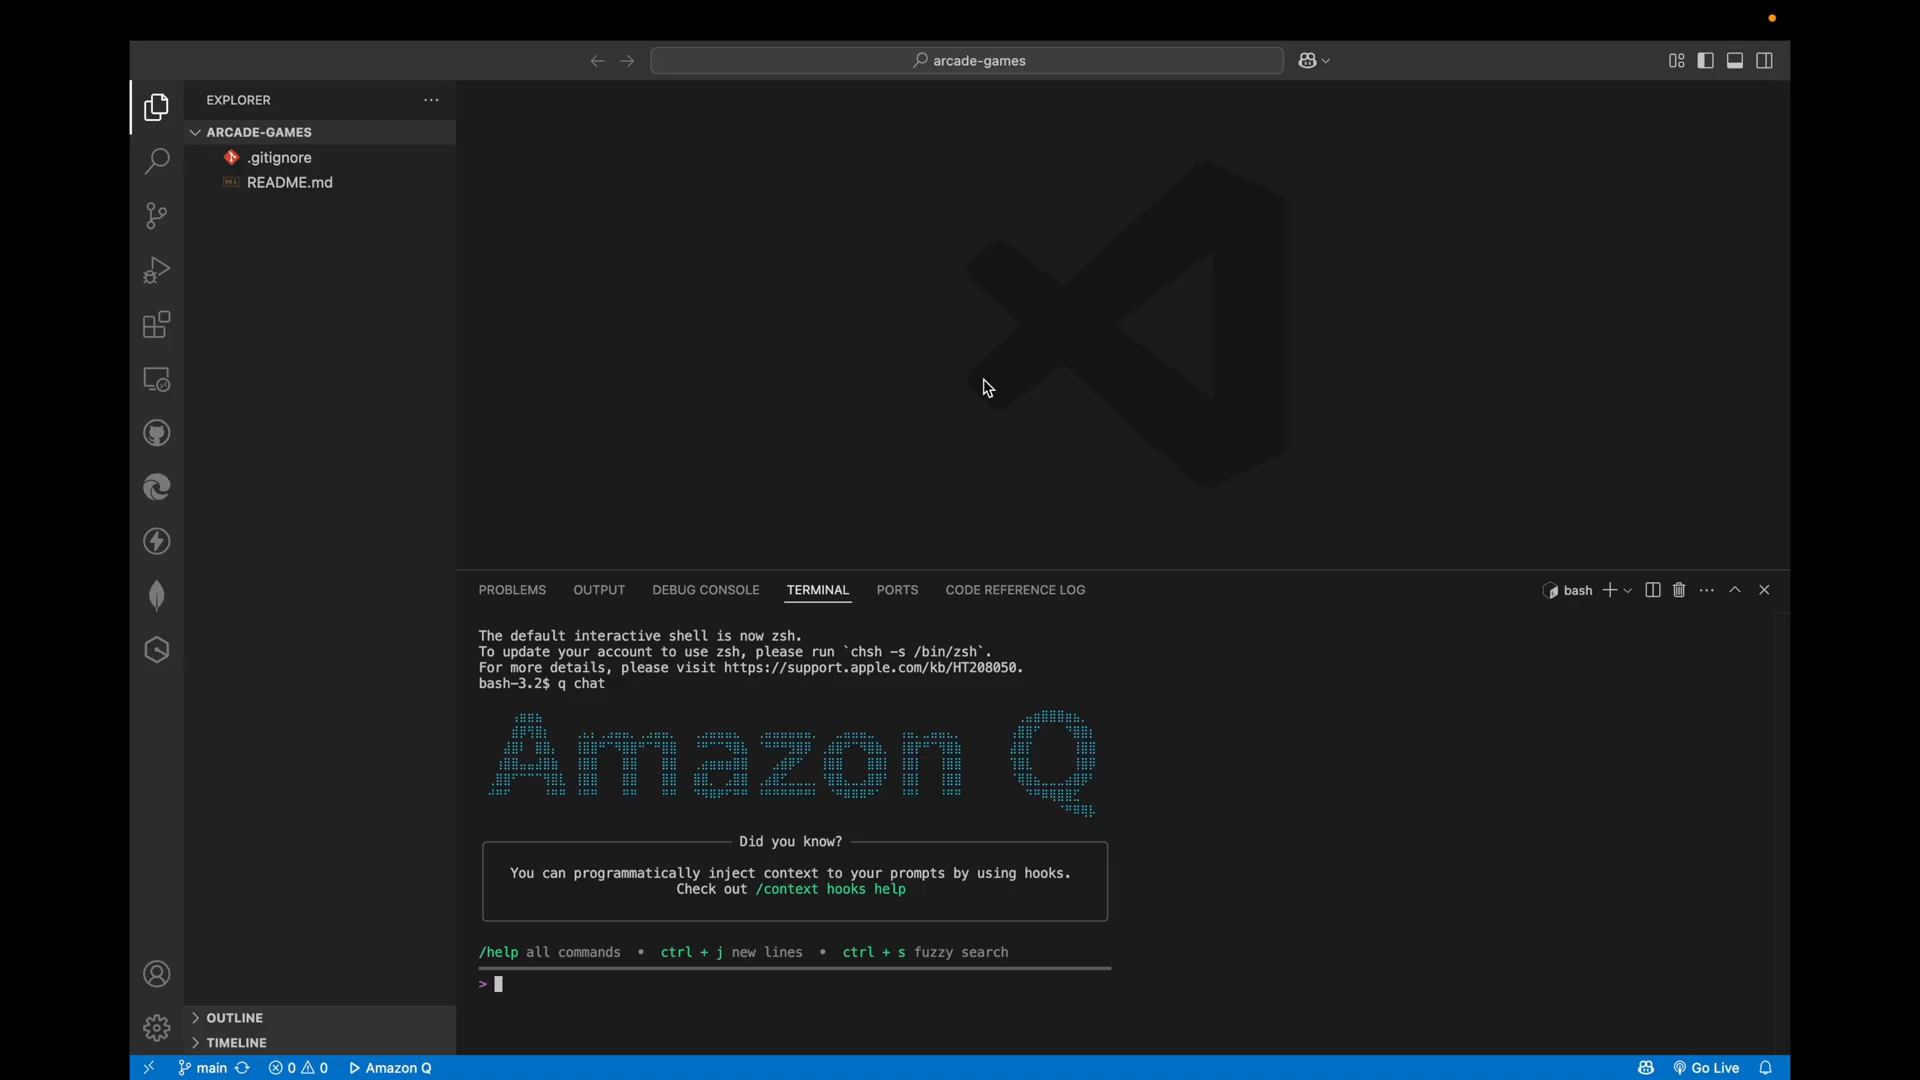 arcade-games
EXPLORER
ARCADE-GAMES
.gitignore
README.md
PROBLEMS
OUTPUT
DEBUG CONSOLE
TERMINAL
PORTS
CODE REFERENCE LOG
bash
The default interactive shell is now zsh.
To update your account to use zsh, please run `chsh -s /bin/zsh`.
For more details, please visit https://support.apple.com/kb/HT208050.
bash-3.2$ q chat
Amazon Q
Did you know?
You can programmatically inject context to your prompts by using hooks.
Check out /context hooks help
/help all commands • ctrl + j new lines • ctrl + s fuzzy search
>
OUTLINE
TIMELINE
main
0 0
Amazon Q
Go Live